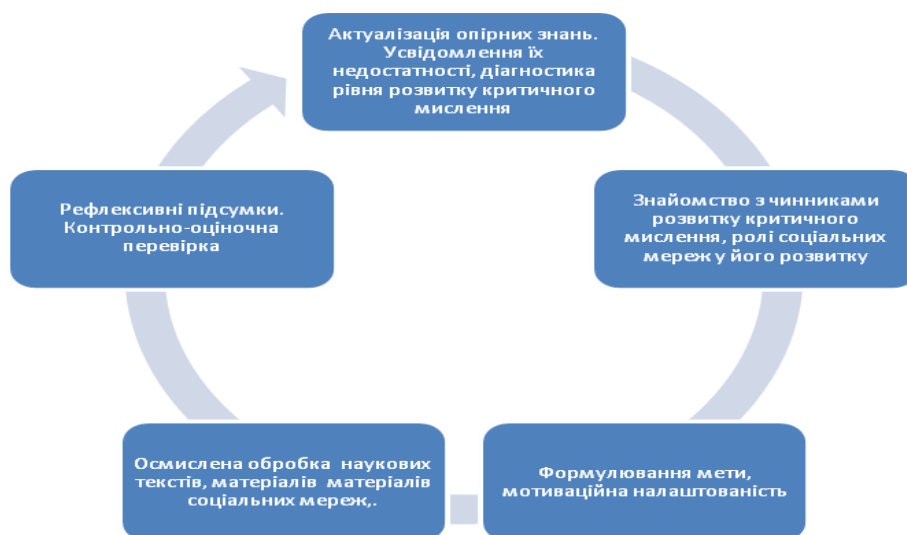 Актуалізація опірних знань.
Усвідомлення їх
недостатності, діагностика
рівня розвитку критичного
мислення
Знайомство з чинниками
розвитку критичного
мислення, ролі соціальних
мереж у його розвитку
Формулювання мети,
мотиваційна налаштованість
Осмислена обробка наукових
текстів, матеріалів матеріалів
соціальних мереж,.
Рефлексивні підсумки.
Контрольно-оціночна
перевірка